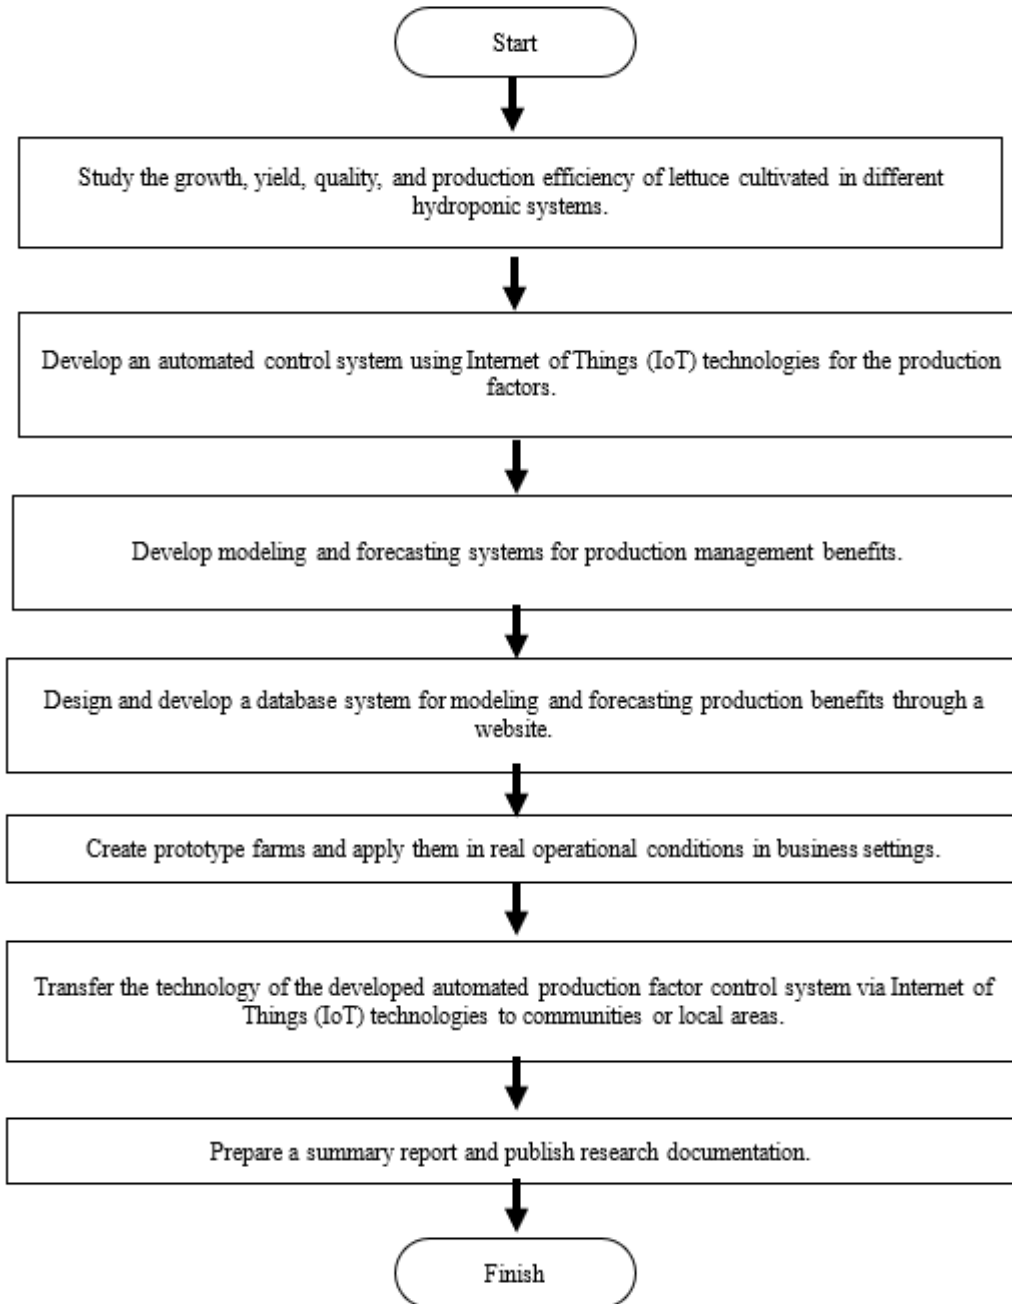 Start
Study the growth, yield, quality, and production efficiency of lettuce cultivated in different
hydroponic systems.
Develop an automated control system using Internet of Things (IoT) technologies for the production
factors.
Develop modeling and forecasting systems for production management benefits.
Design and develop a database system for modeling and forecasting production benefits through a
website.
Create prototype farms and apply them in real operational conditions in business settings.
Transfer the technology of the developed automated production factor control system via Internet of
Things (IoT) technologies to communities or local areas.
Prepare a summary report and publish research documentation.
Finish